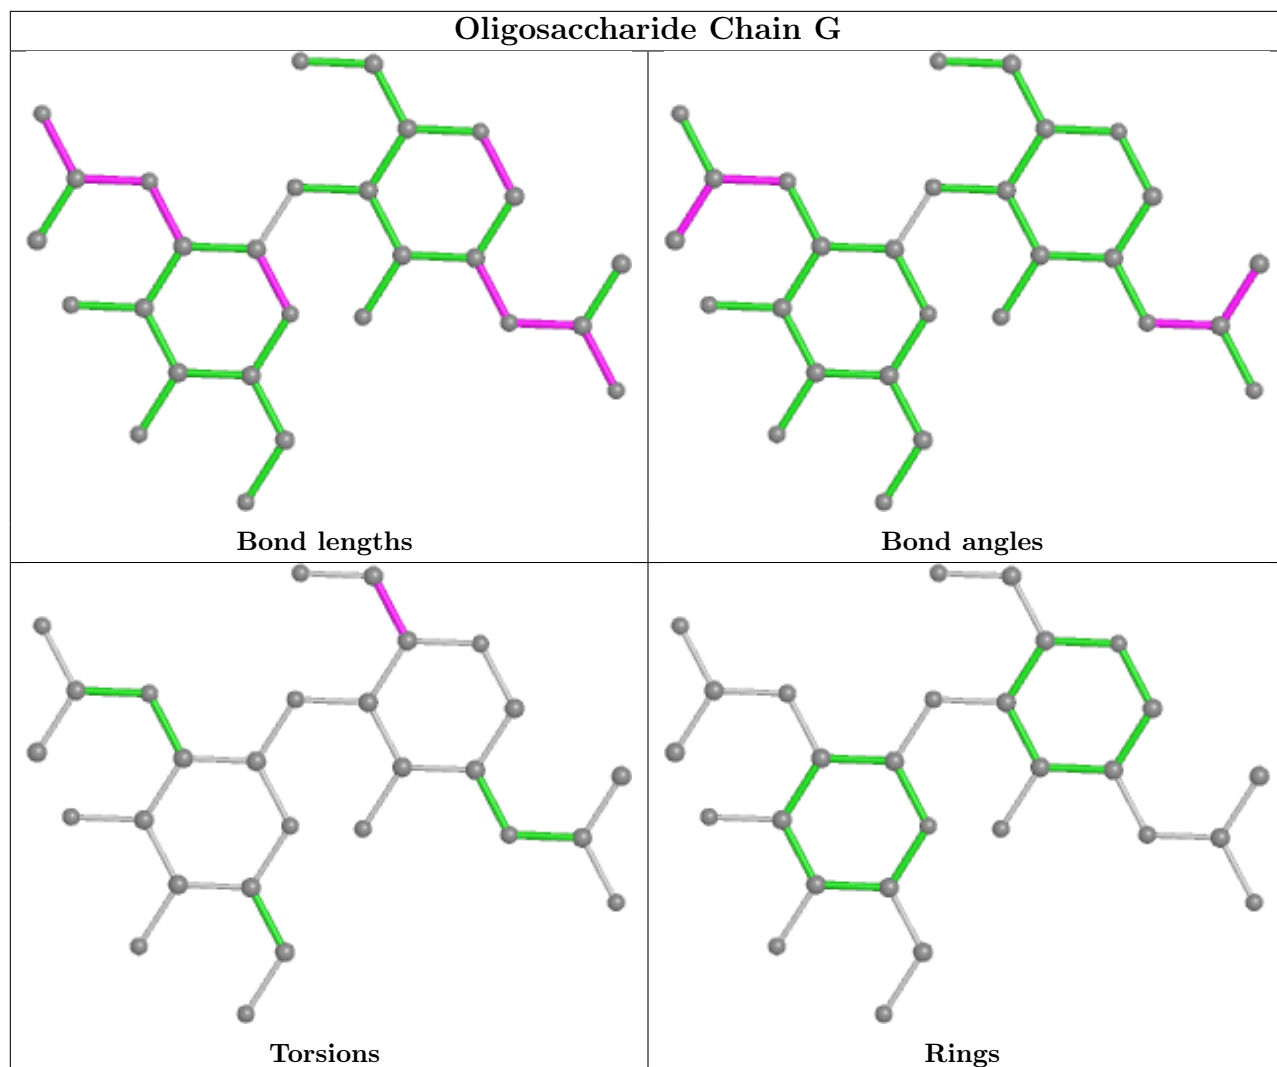 Oligosaccharide Chain G
Bond lengths
Bond angles
Torsions
Rings